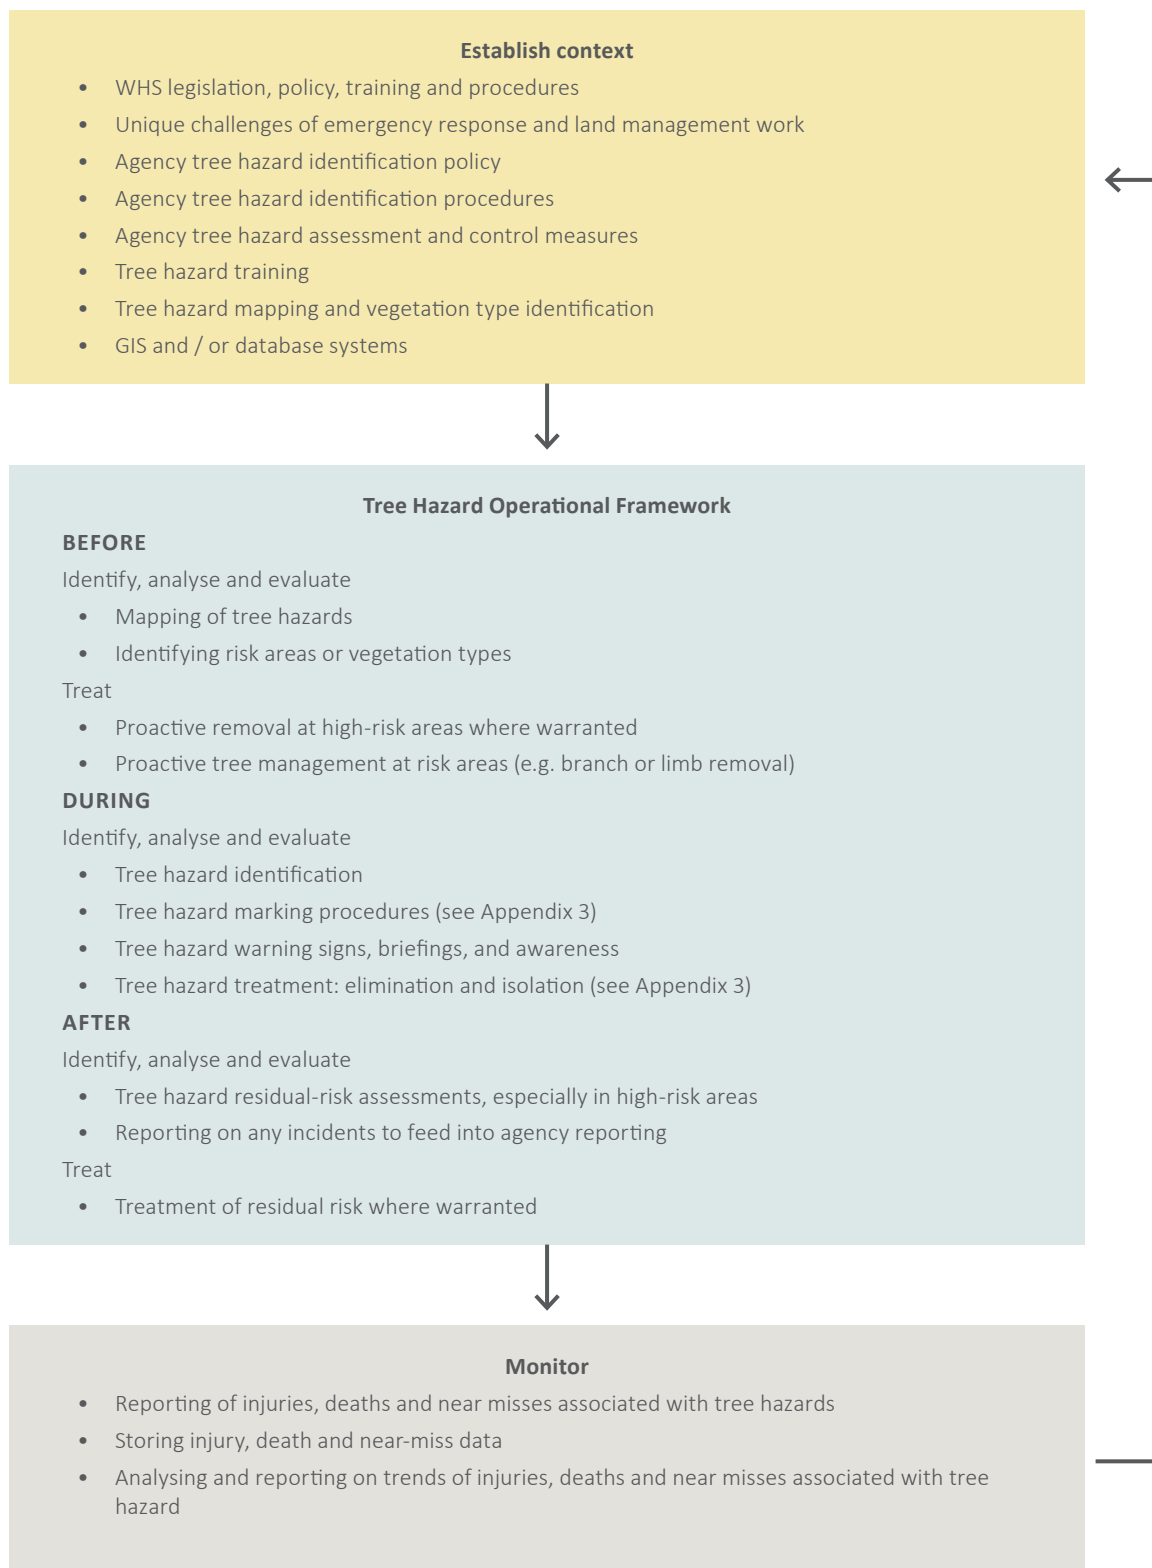 Establish context
• WHS legislation, policy, training and procedures
• Unique challenges of emergency response and land management work
• Agency tree hazard identification policy
• Agency tree hazard identification procedures
• Agency tree hazard assessment and control measures
• Tree hazard training
• Tree hazard mapping and vegetation type identification
• GIS and / or database systems
Tree Hazard Operational Framework
BEFORE
Identify, analyse and evaluate
• Mapping of tree hazards
• Identifying risk areas or vegetation types
Treat
• Proactive removal at high-risk areas where warranted
• Proactive tree management at risk areas (e.g. branch or limb removal)
DURING
Identify, analyse and evaluate
• Tree hazard identification
• Tree hazard marking procedures (see Appendix 3)
• Tree hazard warning signs, briefings, and awareness
• Tree hazard treatment: elimination and isolation (see Appendix 3)
AFTER
Identify, analyse and evaluate
• Tree hazard residual-risk assessments, especially in high-risk areas
• Reporting on any incidents to feed into agency reporting
Treat
• Treatment of residual risk where warranted
Monitor
• Reporting of injuries, deaths and near misses associated with tree hazards
• Storing injury, death and near-miss data
• Analysing and reporting on trends of injuries, deaths and near misses associated with tree
hazard